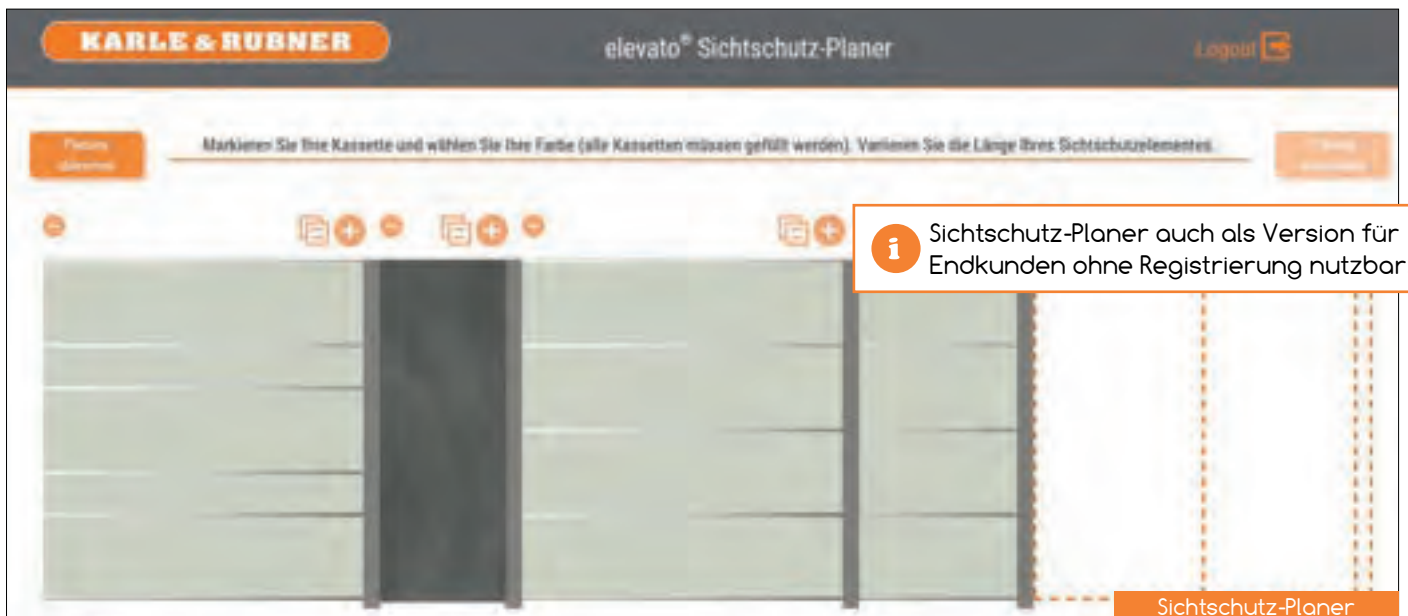 KARLE & RUBNER
elevato® Sichtschutz-Planer
Logout
Markieren Sie Ihre Kassette und wählen Sie Ihre Farbe (alle Kassetten müssen gefüllt werden). Variieren Sie die Länge Ihres Sichtschutzelementes.
i
Sichtschutz-Planer auch als Version für
Endkunden ohne Registrierung nutzbar
Sichtschutz-Planer